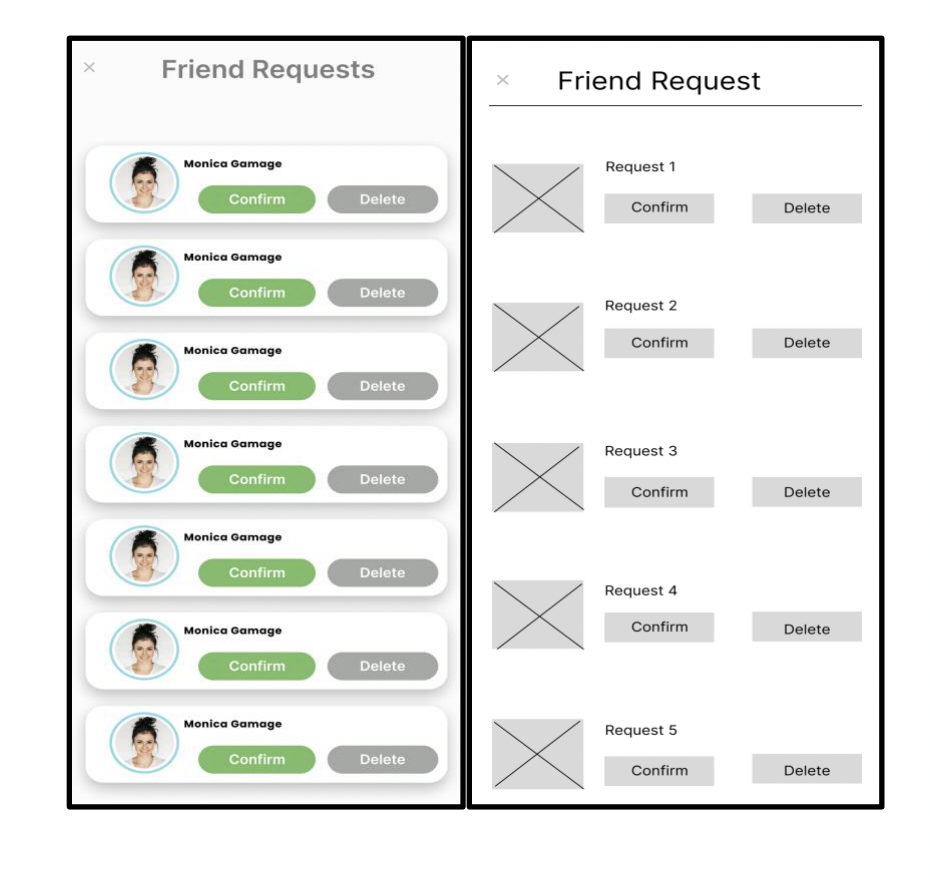 × Friend Requests
Monica Gamage
Confirm Delete
Monica Gamage
Confirm Delete
Monica Gamage
Confirm Delete
Monica Gamage
Confirm Delete
Monica Gamage
Confirm Delete
Monica Gamage
Confirm Delete
Monica Gamage
Confirm Delete
× Friend Request
Request 1
Confirm Delete
Request 2
Confirm Delete
Request 3
Confirm Delete
Request 4
Confirm Delete
Request 5
Confirm Delete